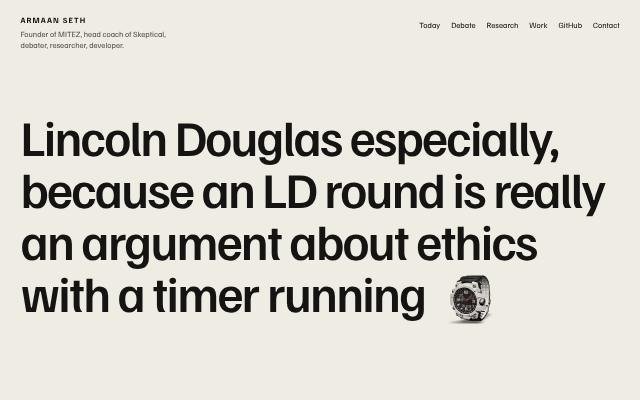 ARMAAN SETH
Founder of MITEZ, head coach of Skeptical,
debater, researcher, developer.
Today Debate Research Work GitHub Contact
Lincoln Douglas especially,
because an LD round is really
an argument about ethics
with a timer running